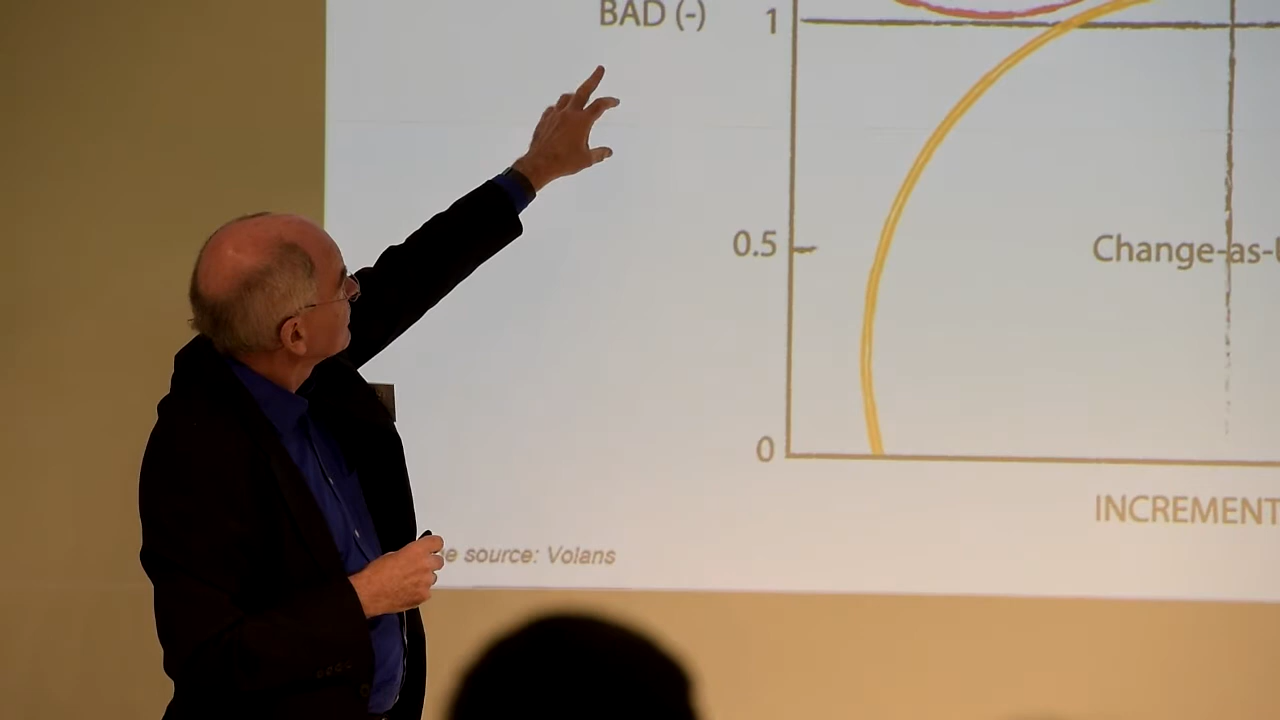 BAD (-)
1
0.5
Change-as-
0
INCREMENT
source: Volans